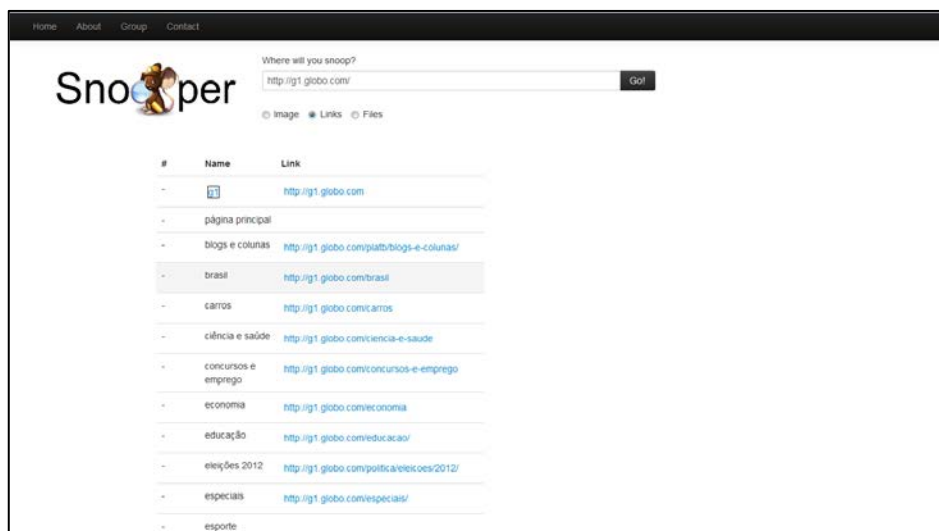 Home About Group Contact
Where will you snoop?
Snooper
http://g1.globo.com/ Go!
Image Links Files
# Name Link
- g1 http://g1.globo.com
- página principal
- blogs e colunas http://g1.globo.com/platb/blogs-e-colunas/
- brasil http://g1.globo.com/brasil
- carros http://g1.globo.com/carros
- ciência e saúde http://g1.globo.com/ciencia-e-saude
- concursos e
emprego http://g1.globo.com/concursos-e-emprego
- economia http://g1.globo.com/economia
- educação http://g1.globo.com/educacao/
- eleições 2012 http://g1.globo.com/politica/eleicoes/2012/
- especiais http://g1.globo.com/especiais/
- esporte